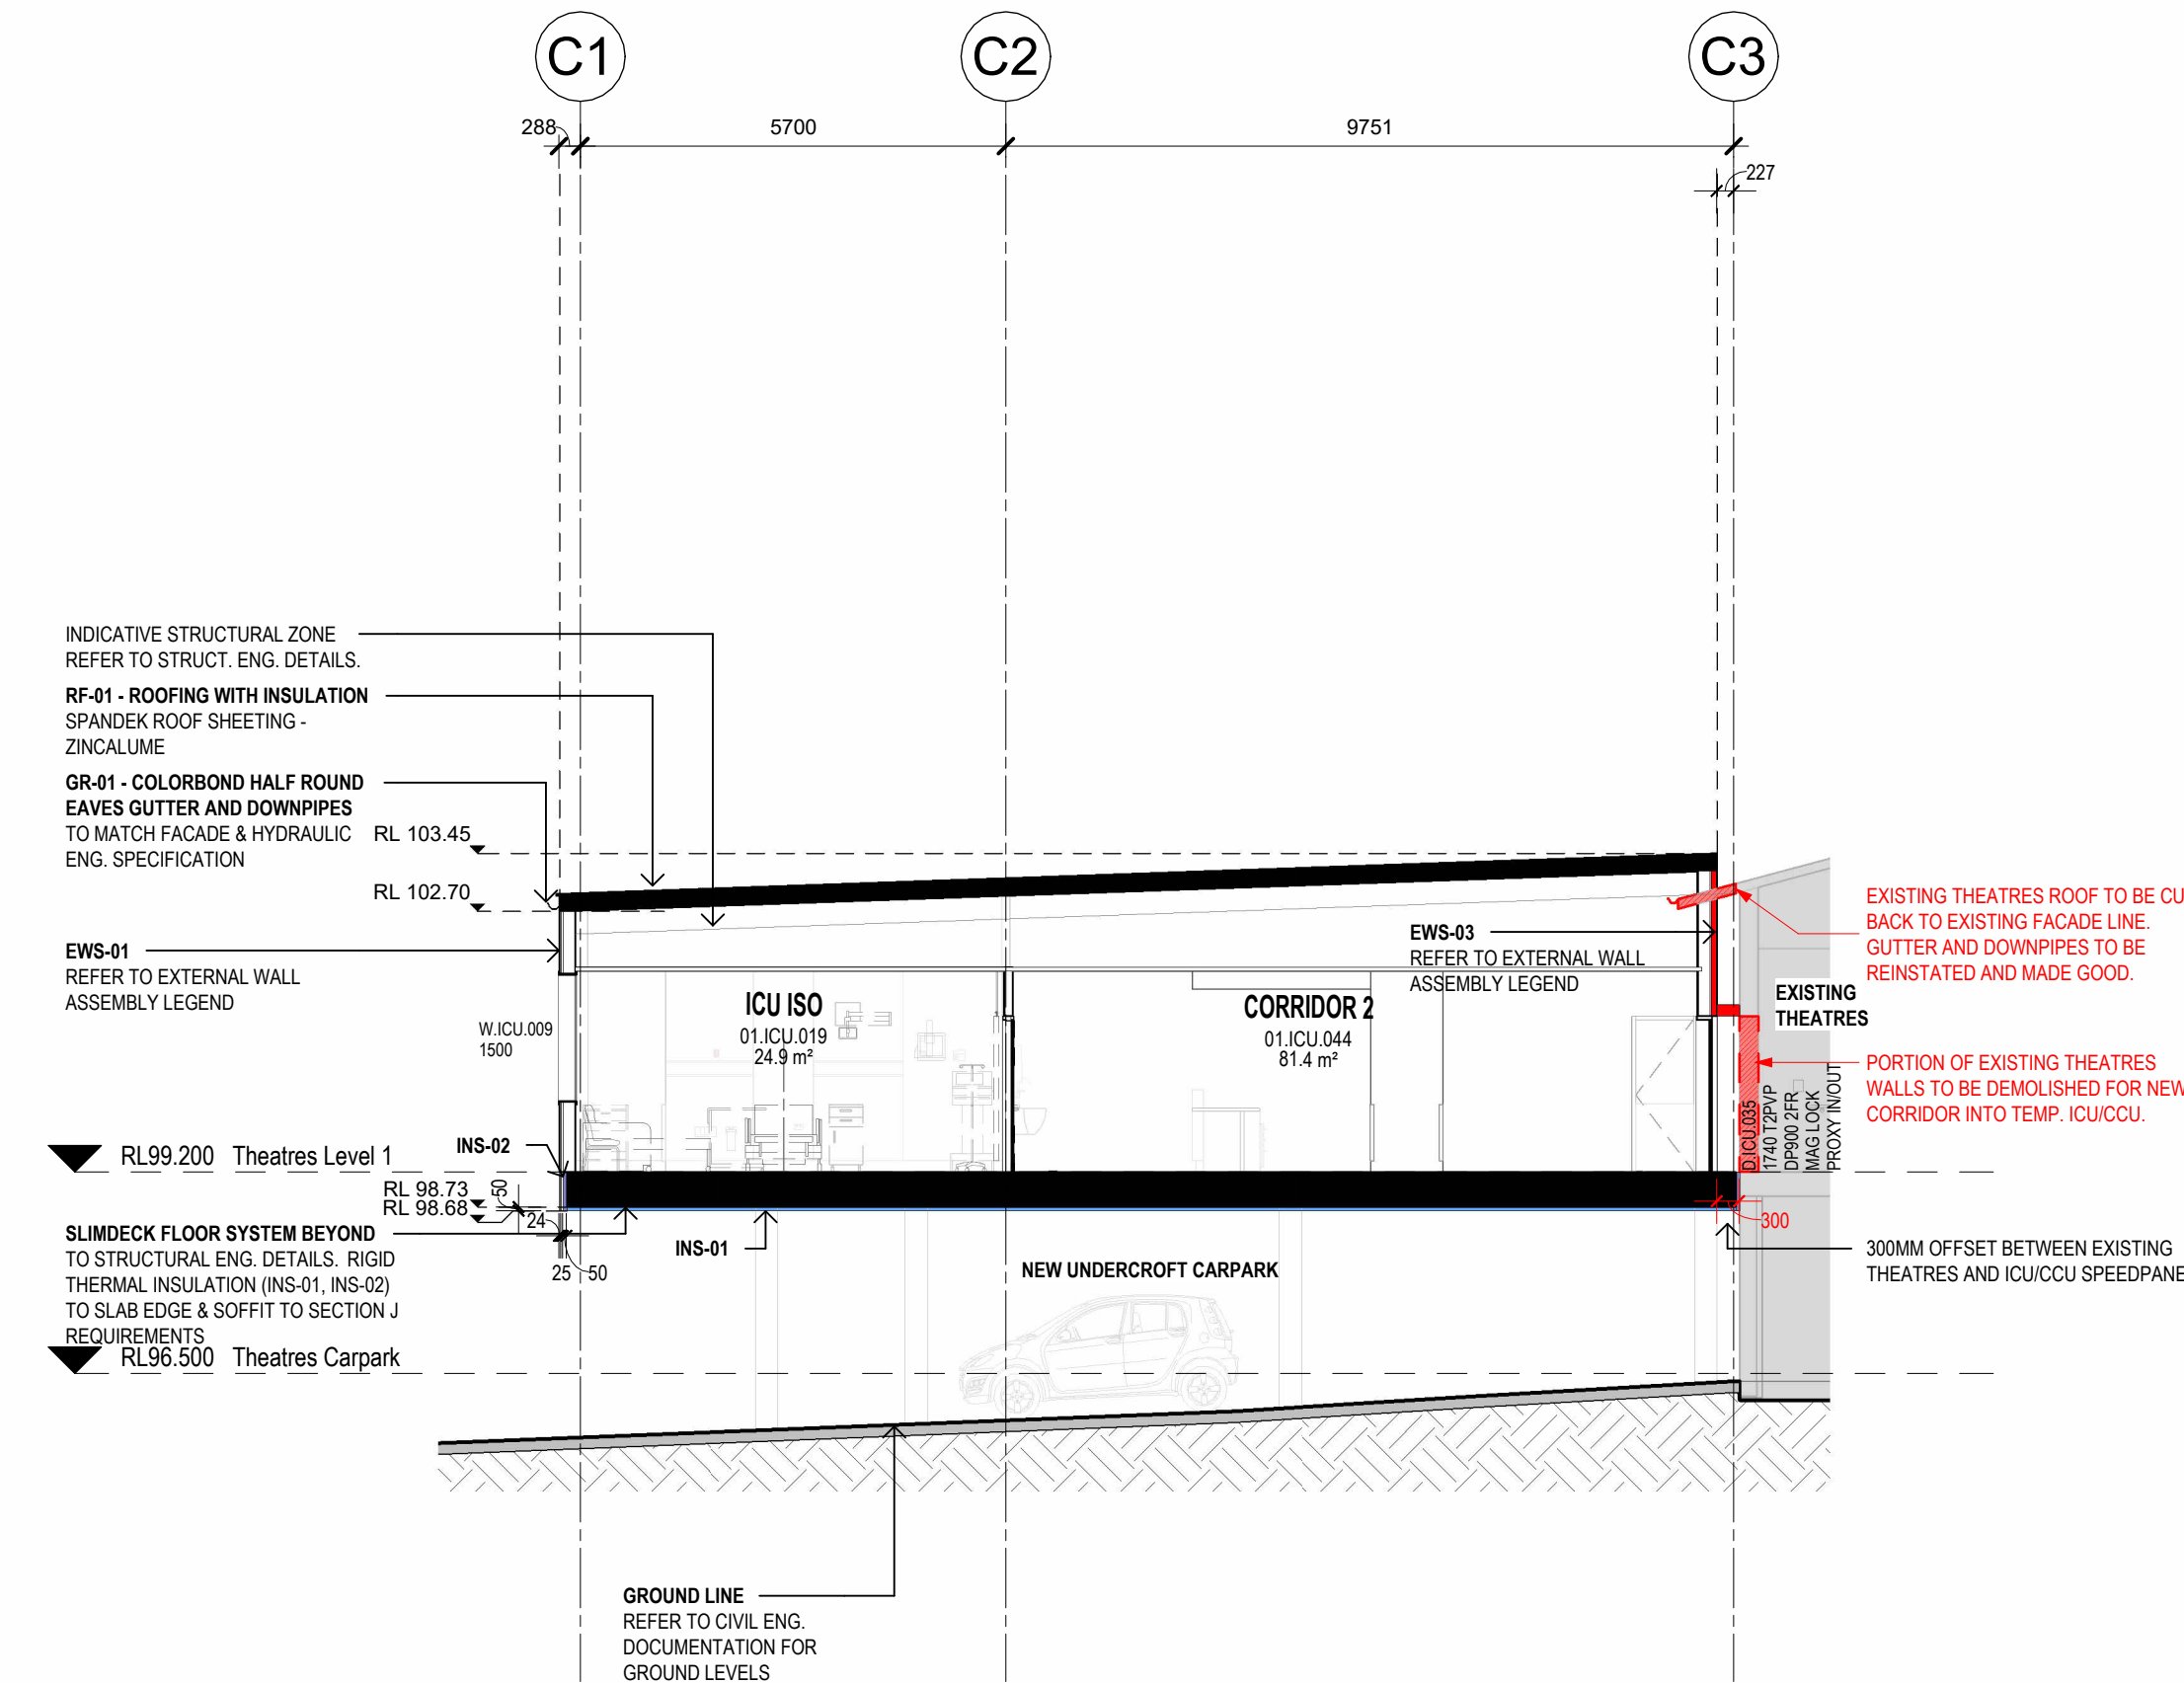 C1
C2
C3
288
5700
9751
227
INDICATIVE STRUCTURAL ZONE
REFER TO STRUCT. ENG. DETAILS.
RF-01 - ROOFING WITH INSULATION
SPANDEK ROOF SHEETING -
ZINCALUME
GR-01 - COLORBOND HALF ROUND
EAVES GUTTER AND DOWNPIPES
TO MATCH FACADE & HYDRAULIC
ENG. SPECIFICATION
RL 103.45
RL 102.70
EWS-01
REFER TO EXTERNAL WALL
ASSEMBLY LEGEND
W.ICU.009
1500
ICU ISO
01.ICU.019
24.9 m²
CORRIDOR 2
01.ICU.044
81.4 m²
EWS-03
REFER TO EXTERNAL WALL
ASSEMBLY LEGEND
EXISTING THEATRES ROOF TO BE CU
BACK TO EXISTING FACADE LINE.
GUTTER AND DOWNPIPES TO BE
REINSTATED AND MADE GOOD.
EXISTING
THEATRES
PORTION OF EXISTING THEATRES
WALLS TO BE DEMOLISHED FOR NEW
CORRIDOR INTO TEMP. ICU/CCU.
D.ICU.035
1740 T2PVP
DP900 2FR
MAG LOCK
PROXY IN/OUT
RL99.200 Theatres Level 1
INS-02
RL 98.73
RL 98.68
50
24
25
50
SLIMDECK FLOOR SYSTEM BEYOND
TO STRUCTURAL ENG. DETAILS. RIGID
THERMAL INSULATION (INS-01, INS-02)
TO SLAB EDGE & SOFFIT TO SECTION J
REQUIREMENTS
INS-01
NEW UNDERCROFT CARPARK
300
300MM OFFSET BETWEEN EXISTING
THEATRES AND ICU/CCU SPEEDPANE
RL96.500 Theatres Carpark
GROUND LINE
REFER TO CIVIL ENG.
DOCUMENTATION FOR
GROUND LEVELS